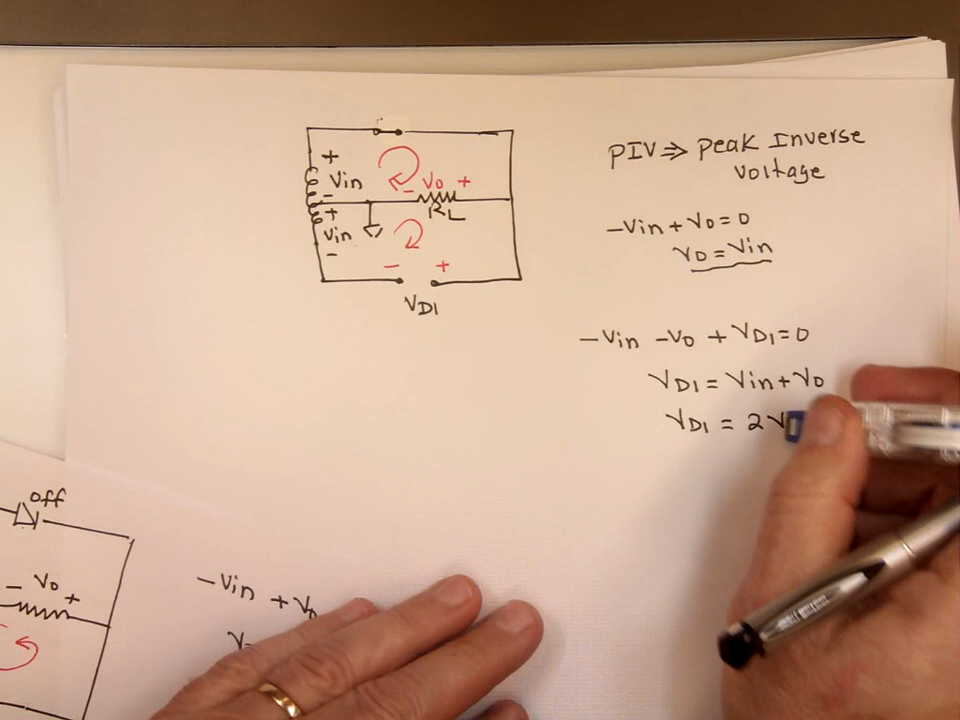 PIV ⇒ Peak Inverse
Voltage
+
Vin
-
+
Vin
-
- Vo +
RL
- +
VD1
-Vin + Vo = 0
Vo = Vin
-Vin - Vo + VD1 = 0
VD1 = Vin + Vo
VD1 = 2V
off
- Vo +
-Vin + Vo